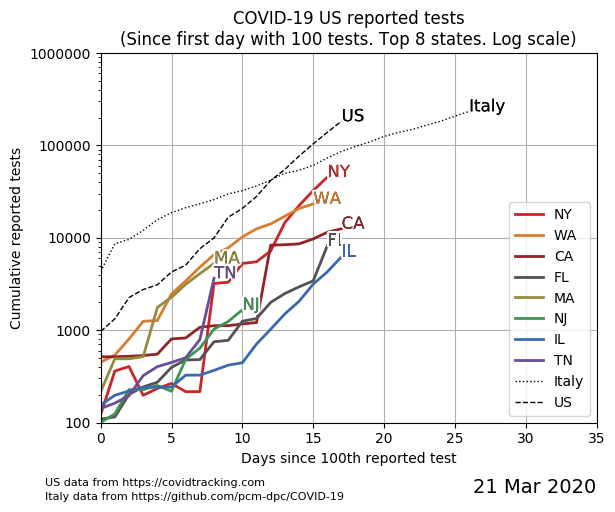 COVID-19 US reported tests
(Since first day with 100 tests. Top 8 states. Log scale)
Cumulative reported tests
1000000
100000
10000
1000
100
US
Italy
NY
WA
CA
FL
IL
MA
TN
NJ
NY
WA
CA
FL
MA
NJ
IL
TN
Italy
US
0
5
10
15
20
25
30
35
Days since 100th reported test
US data from https://covidtracking.com
Italy data from https://github.com/pcm-dpc/COVID-19
21 Mar 2020